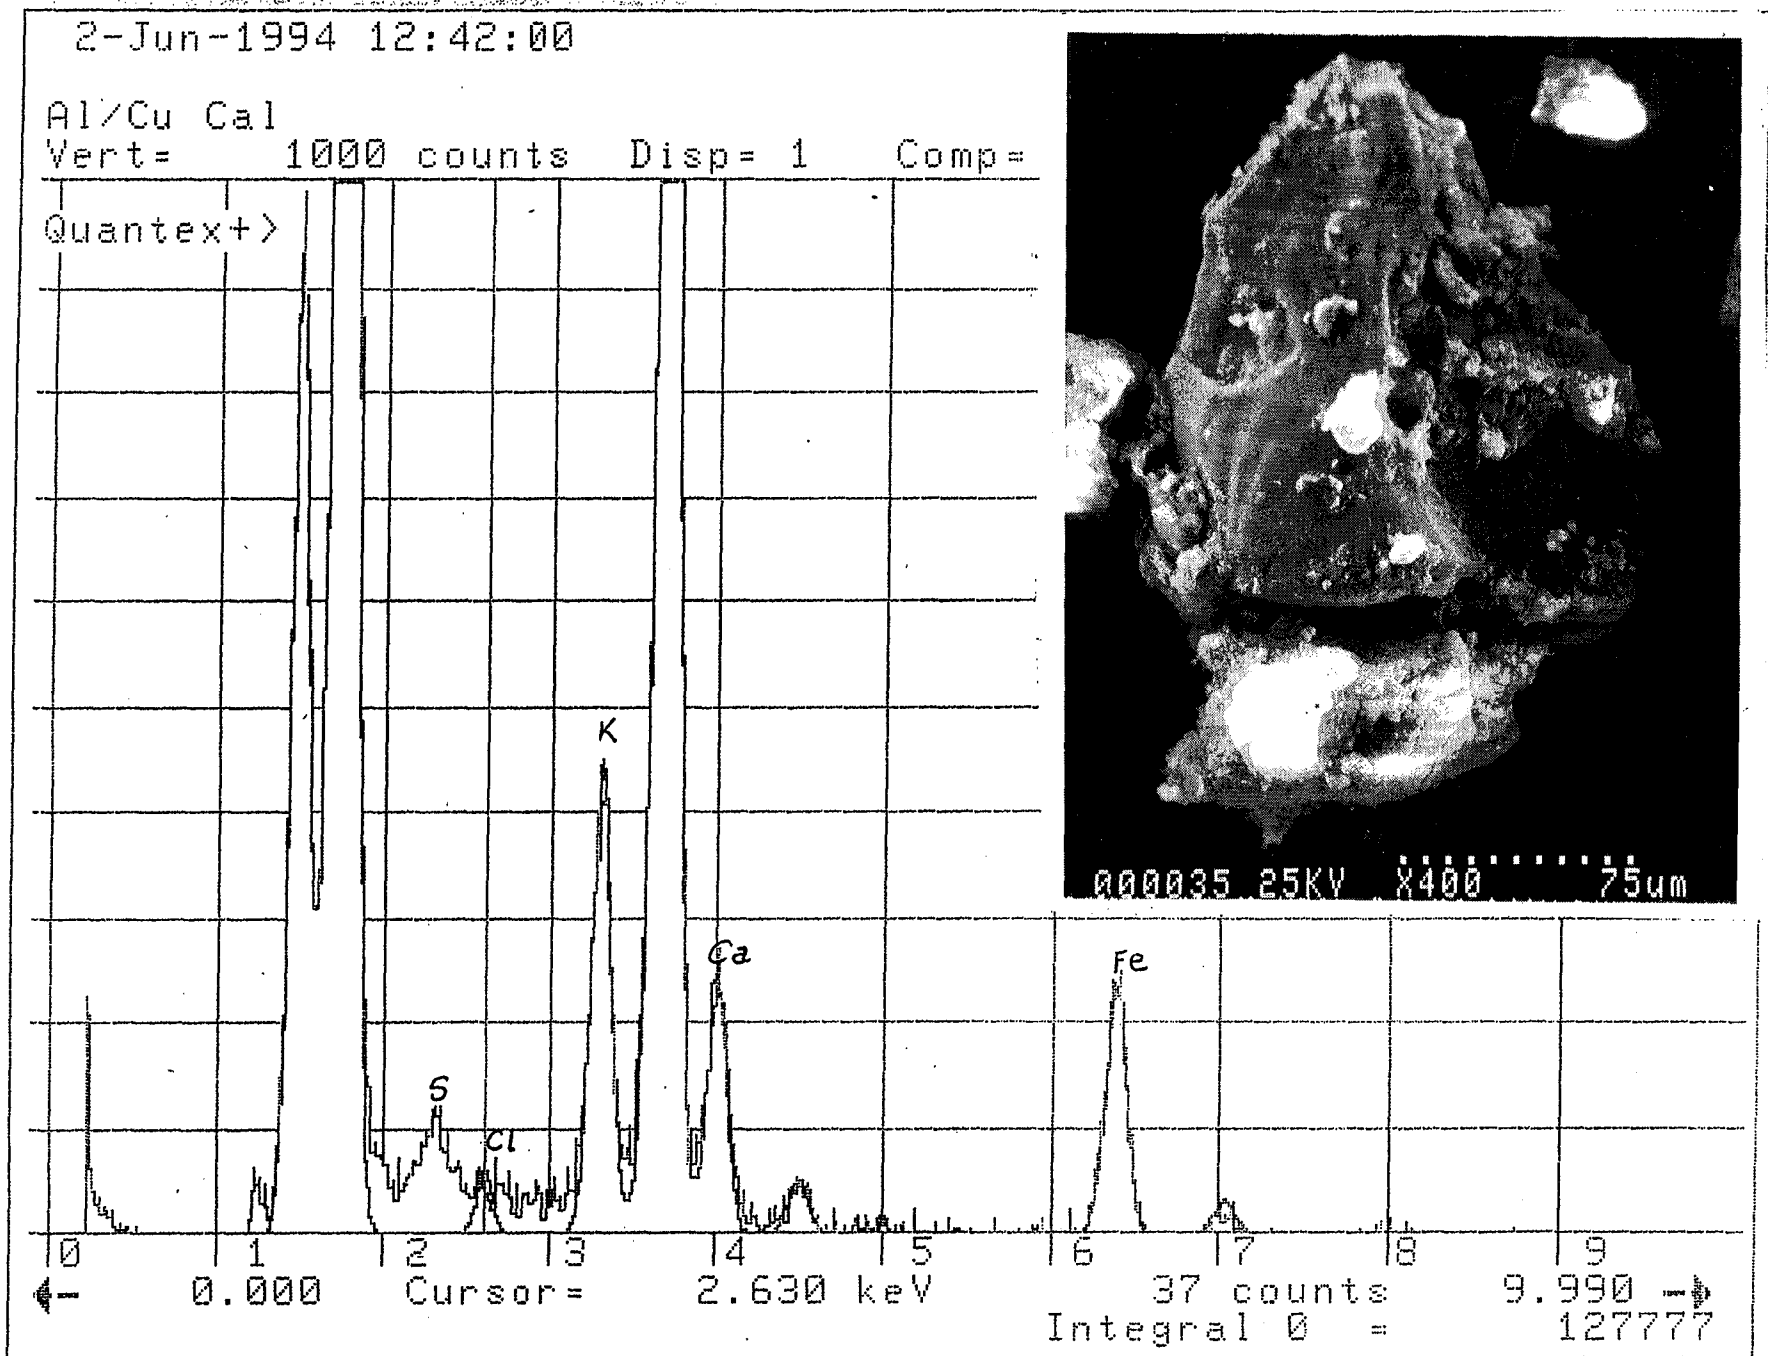 2-Jun-1994 12:42:00
Al/Cu Cal
Vert= 1000 counts Disp= 1 Comp=
Quantex+>
K
Ca
Fe
S
Cl
000035 25KV X400 75um
0 1 2 3 4 5 6 7 8 9
0.000 Cursor= 2.630 keV 37 counts 9.990
Integral 0 = 127777